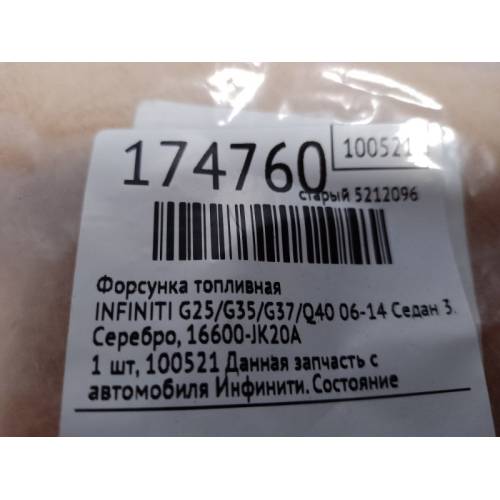 174760
100521
старый 5212096
Форсунка топливная
INFINITI G25/G35/G37/Q40 06-14 Седан 3.
Серебро, 16600-JK20A
1 шт, 100521 Данная запчасть с
автомобиля Инфинити. Состояние